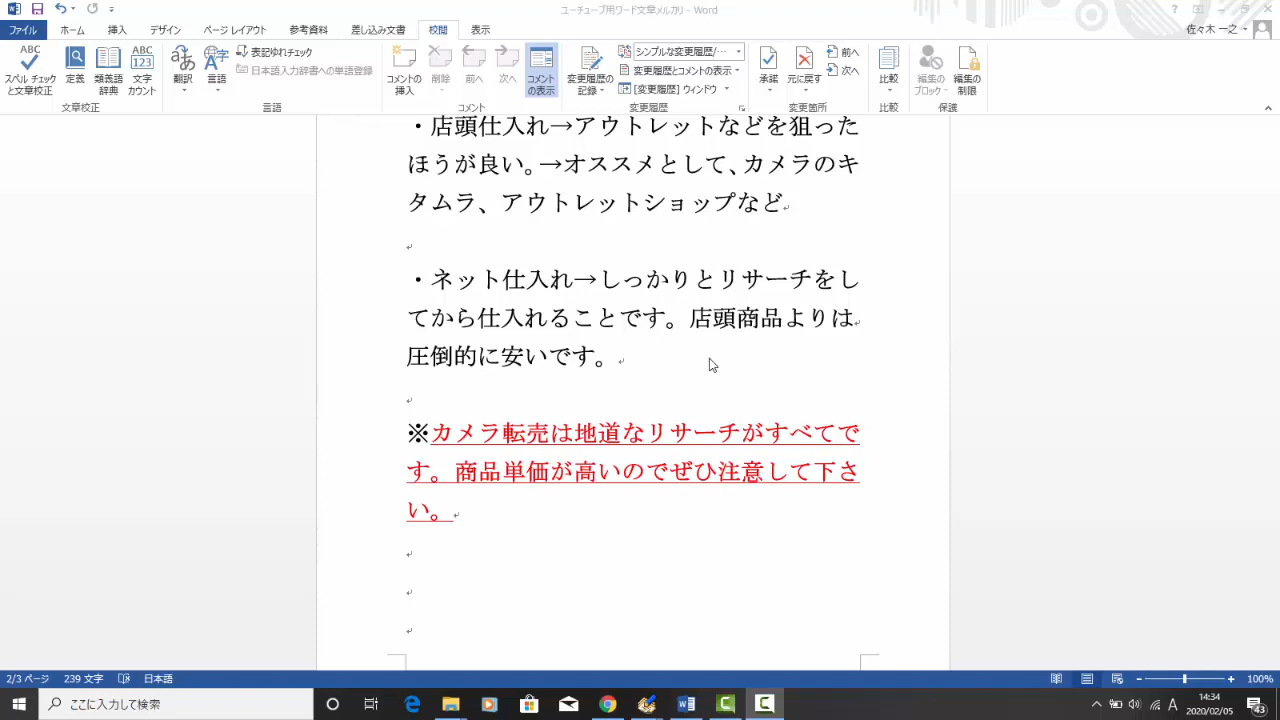 ユーチューブ用ワード文章メルカリ - Word
ファイル ホーム 挿入 デザイン ページ レイアウト 参考資料 差し込み文書 校閲 表示 佐々木 一之
スペル チェックと文章校正
定義
類義語辞典
文字カウント
文章校正
翻訳
言語
表記ゆれチェック
日本語入力辞書への単語登録
言語
コメントの挿入
削除
前へ
次へ
コメントの表示
コメント
変更履歴の記録
シンプルな変更履歴/...
変更履歴とコメントの表示
[変更履歴] ウィンドウ
変更履歴
承諾
元に戻す
前へ
次へ
変更箇所
比較
比較
編集のブロック
編集の制限
保護
・店頭仕入れ→アウトレットなどを狙った
ほうが良い。→オススメとして、カメラのキ
タムラ、アウトレットショップなど
・ネット仕入れ→しっかりとリサーチをし
てから仕入れることです。店頭商品よりは
圧倒的に安いです。
※カメラ転売は地道なリサーチがすべてで
す。商品単価が高いのでぜひ注意して下さ
い。
2/3 ページ 239 文字 日本語 100%
ここに入力して検索
A 14:34
2020/02/05
43